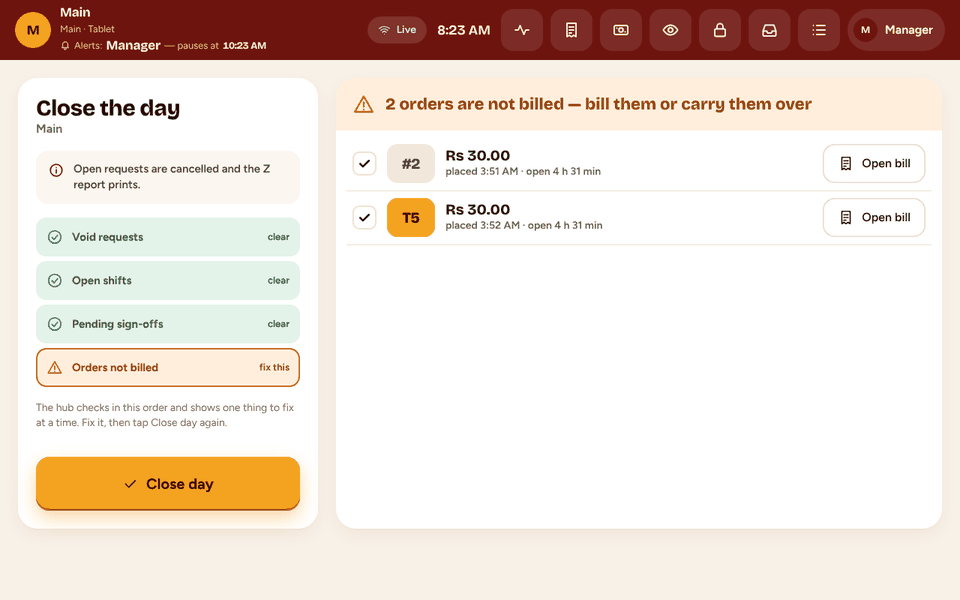 M
Main
Main · Tablet
Alerts: Manager — pauses at 10:23 AM
Live
8:23 AM
M
Manager
Close the day
Main
Open requests are cancelled and the Z
report prints.
Void requests
clear
Open shifts
clear
Pending sign-offs
clear
Orders not billed
fix this
The hub checks in this order and shows one thing to fix
at a time. Fix it, then tap Close day again.
Close day
2 orders are not billed — bill them or carry them over
#2
Rs 30.00
placed 3:51 AM · open 4 h 31 min
Open bill
T5
Rs 30.00
placed 3:52 AM · open 4 h 31 min
Open bill